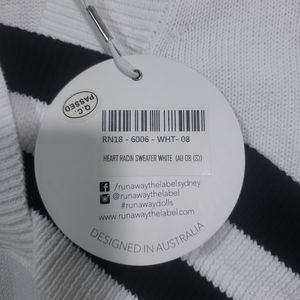 Q.C
PASSED
RN18 - 6006 - WHT- 08
HEART RACIN SWEATER WHITE (AU 08 (S))
/runawaythelabelsydney
@runawaythelabel
#runawaydolls
www.runawaythelabel.com
DESIGNED IN AUSTRALIA